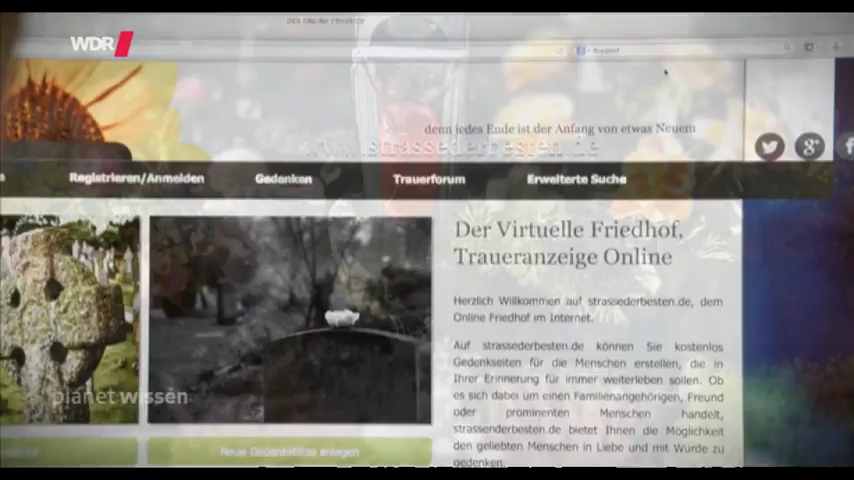 DER ONLINE FRIEDHOF
WDR
denn jedes Ende ist der Anfang von etwas Neuem
www.strassederbesten.de
Registrieren/Anmelden Gedenken Trauerforum Erweiterte Suche
Der Virtuelle Friedhof,
Traueranzeige Online
Herzlich Willkommen auf strassederbesten.de, dem
Online Friedhof im Internet.
Auf strassederbesten.de können Sie kostenlos
Gedenkseiten für die Menschen erstellen, die in
Ihrer Erinnerung für immer weiterleben sollen. Ob
es sich dabei um einen Familienangehörigen, Freund
oder prominenten Menschen handelt,
strassenderbesten.de bietet Ihnen die Möglichkeit
den geliebten Menschen in Liebe und mit Würde zu
gedenken.
planet wissen
Neue Gedenkstätte anlegen